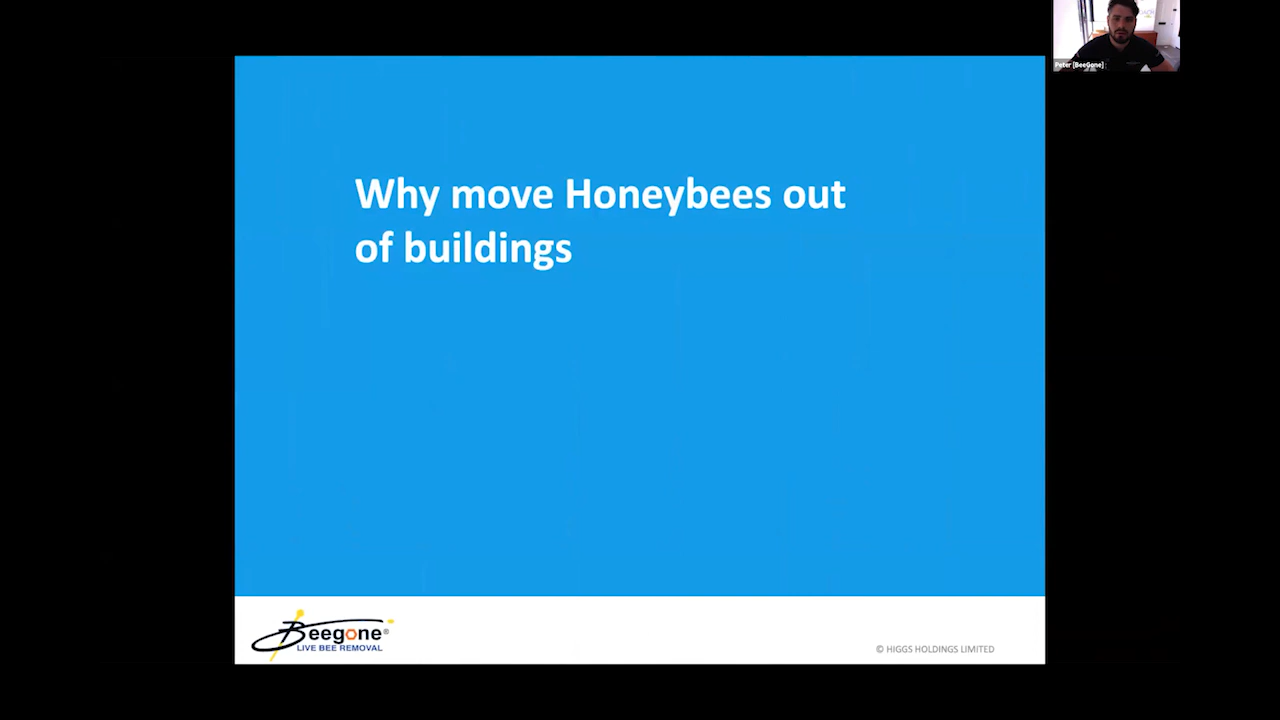 Peter [BeeGone]
Why move Honeybees out
of buildings
Beegone®
LIVE BEE REMOVAL
© HIGGS HOLDINGS LIMITED